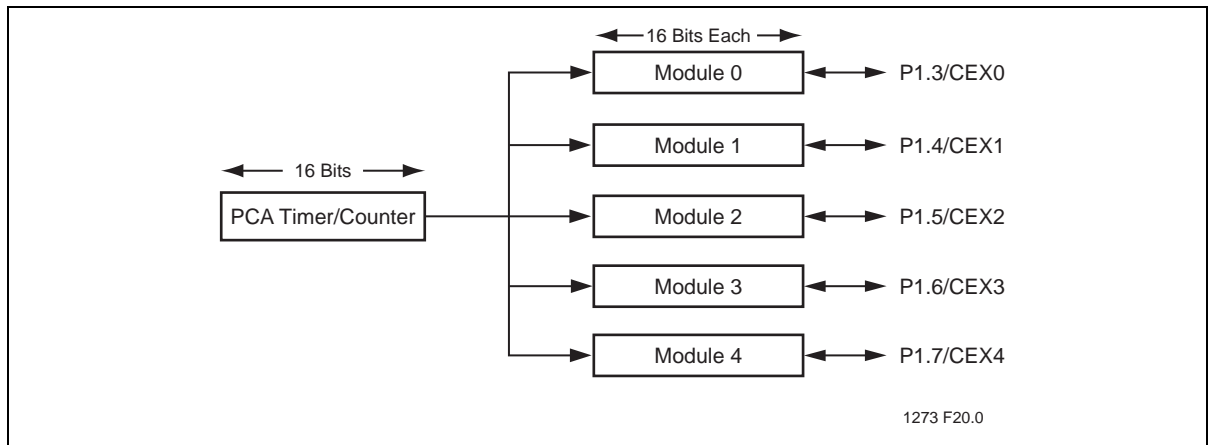 16 Bits Each
Module 0
P1.3/CEX0
Module 1
P1.4/CEX1
16 Bits
PCA Timer/Counter
Module 2
P1.5/CEX2
Module 3
P1.6/CEX3
Module 4
P1.7/CEX4
1273 F20.0